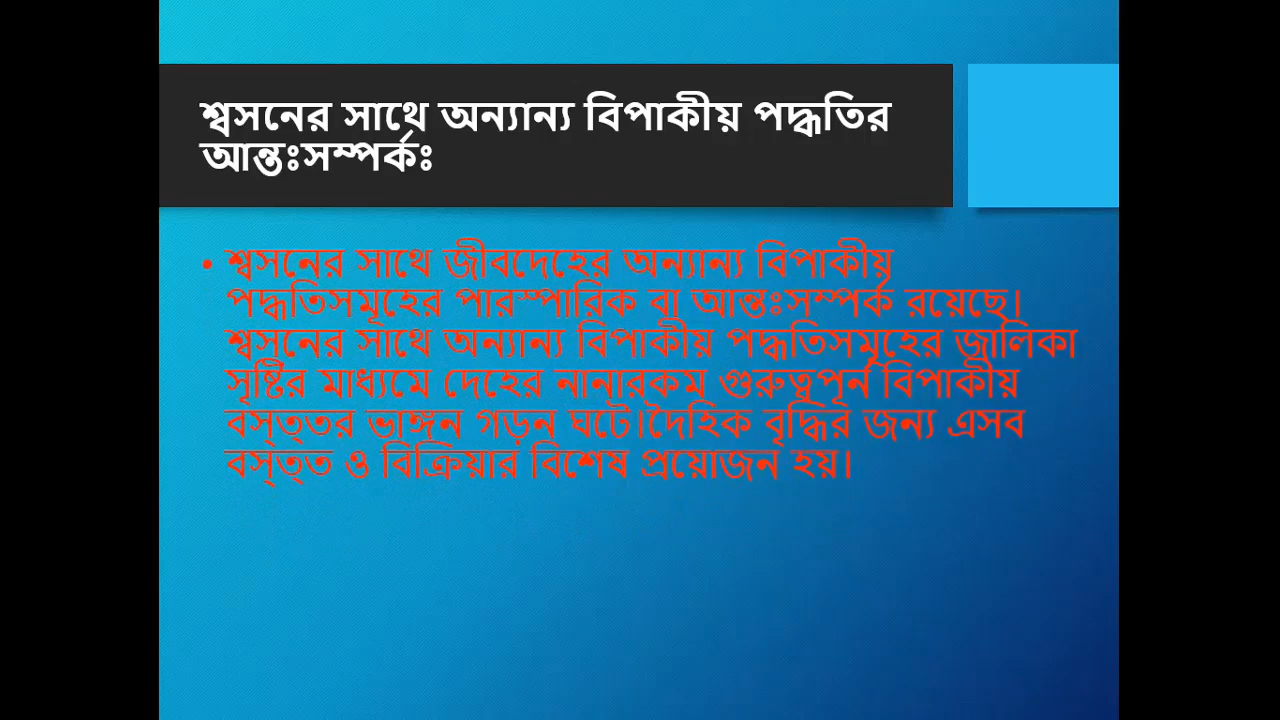 শ্বসনের সাথে অন্যান্য বিপাকীয় পদ্ধতির
আন্তঃসম্পর্কঃ
• শ্বসনের সাথে জীবদেহের অন্যান্য বিপাকীয়
পদ্ধতিসমূহের পারস্পারিক বা আন্তঃসম্পর্ক রয়েছে।
শ্বসনের সাথে অন্যান্য বিপাকীয় পদ্ধতিসমূহের জালিকা
সৃষ্টির মাধ্যমে দেহের নানারকম গুরুত্বপূর্ন বিপাকীয়
বস্ত্তর ভাঙ্গন গড়ন ঘটে।দৈহিক বৃদ্ধির জন্য এসব
বস্ত্ত ও বিক্রিয়ার বিশেষ প্রয়োজন হয়।